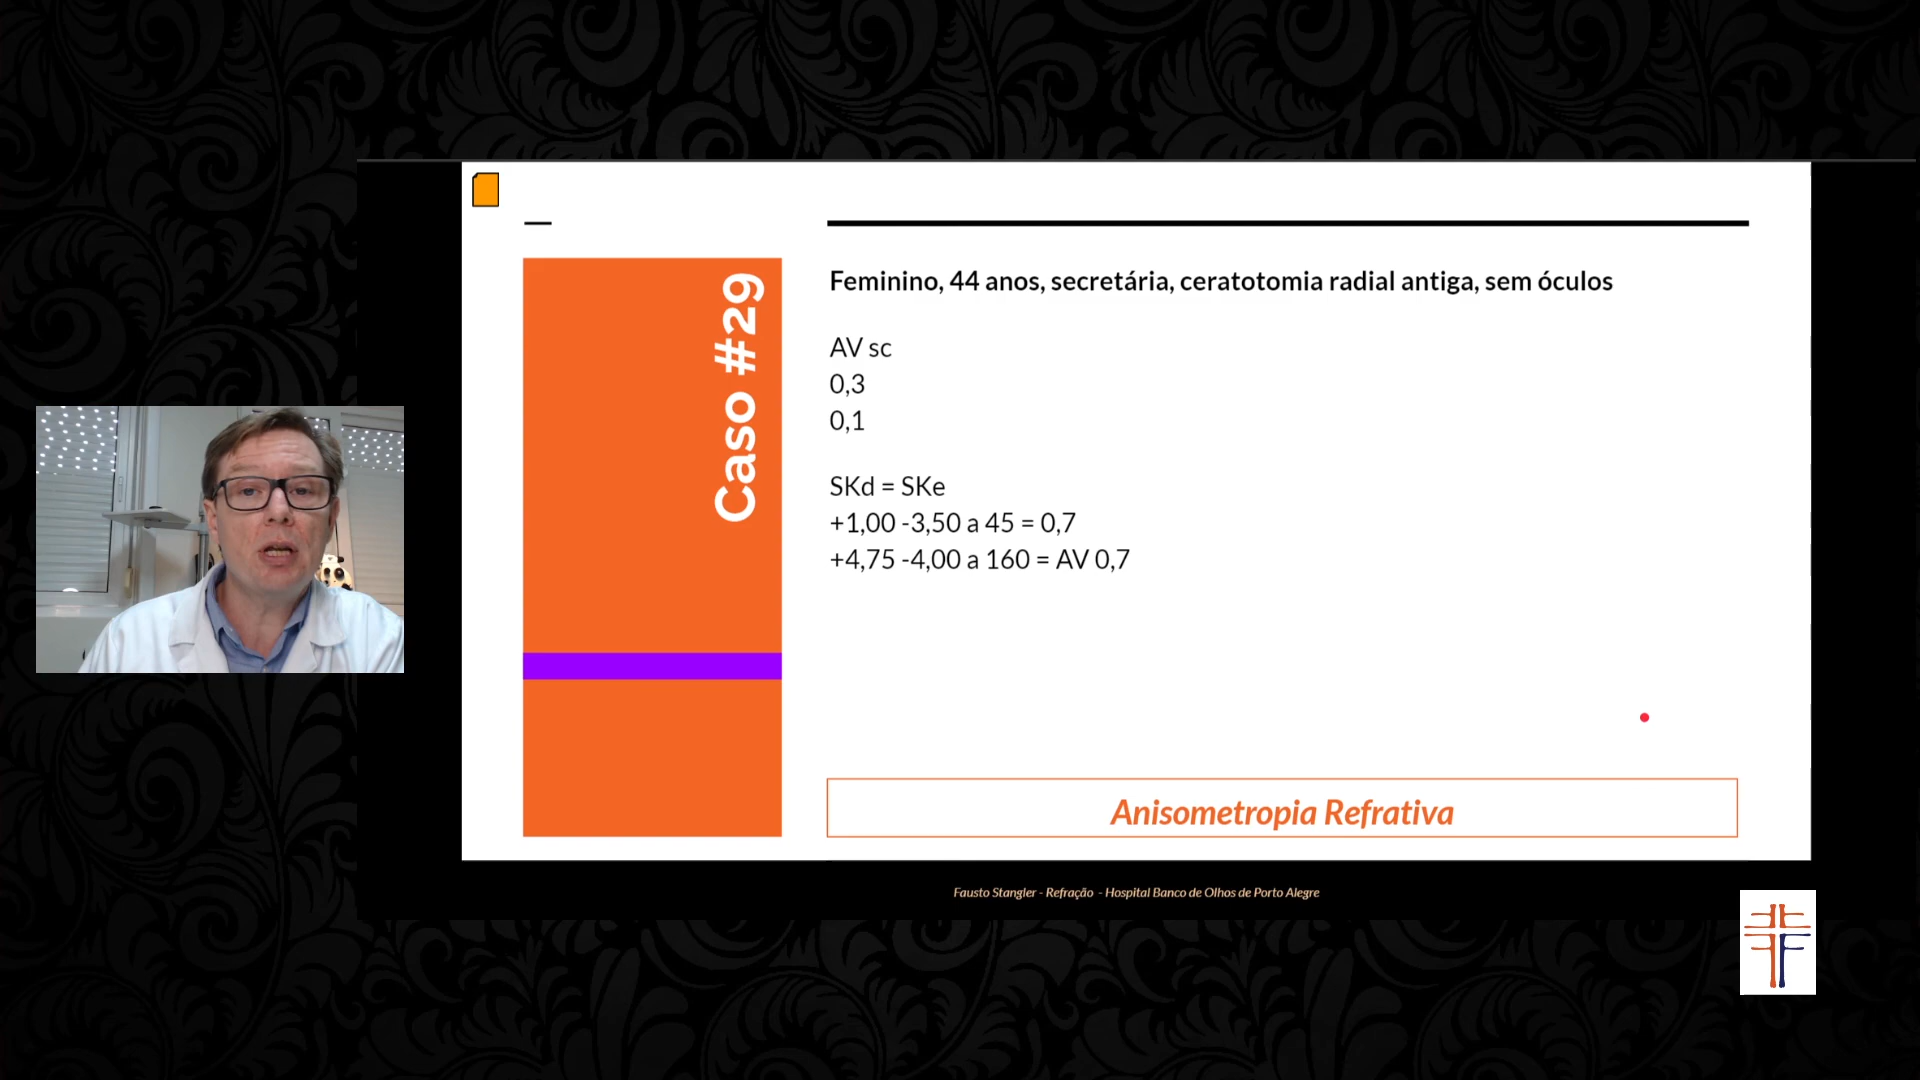 Caso #29
Feminino, 44 anos, secretária, ceratotomia radial antiga, sem óculos
AV sc
0,3
0,1
SKd = SKe
+1,00 -3,50 a 45 = 0,7
+4,75 -4,00 a 160 = AV 0,7
Anisometropia Refrativa
Fausto Stangler - Refração - Hospital Banco de Olhos de Porto Alegre